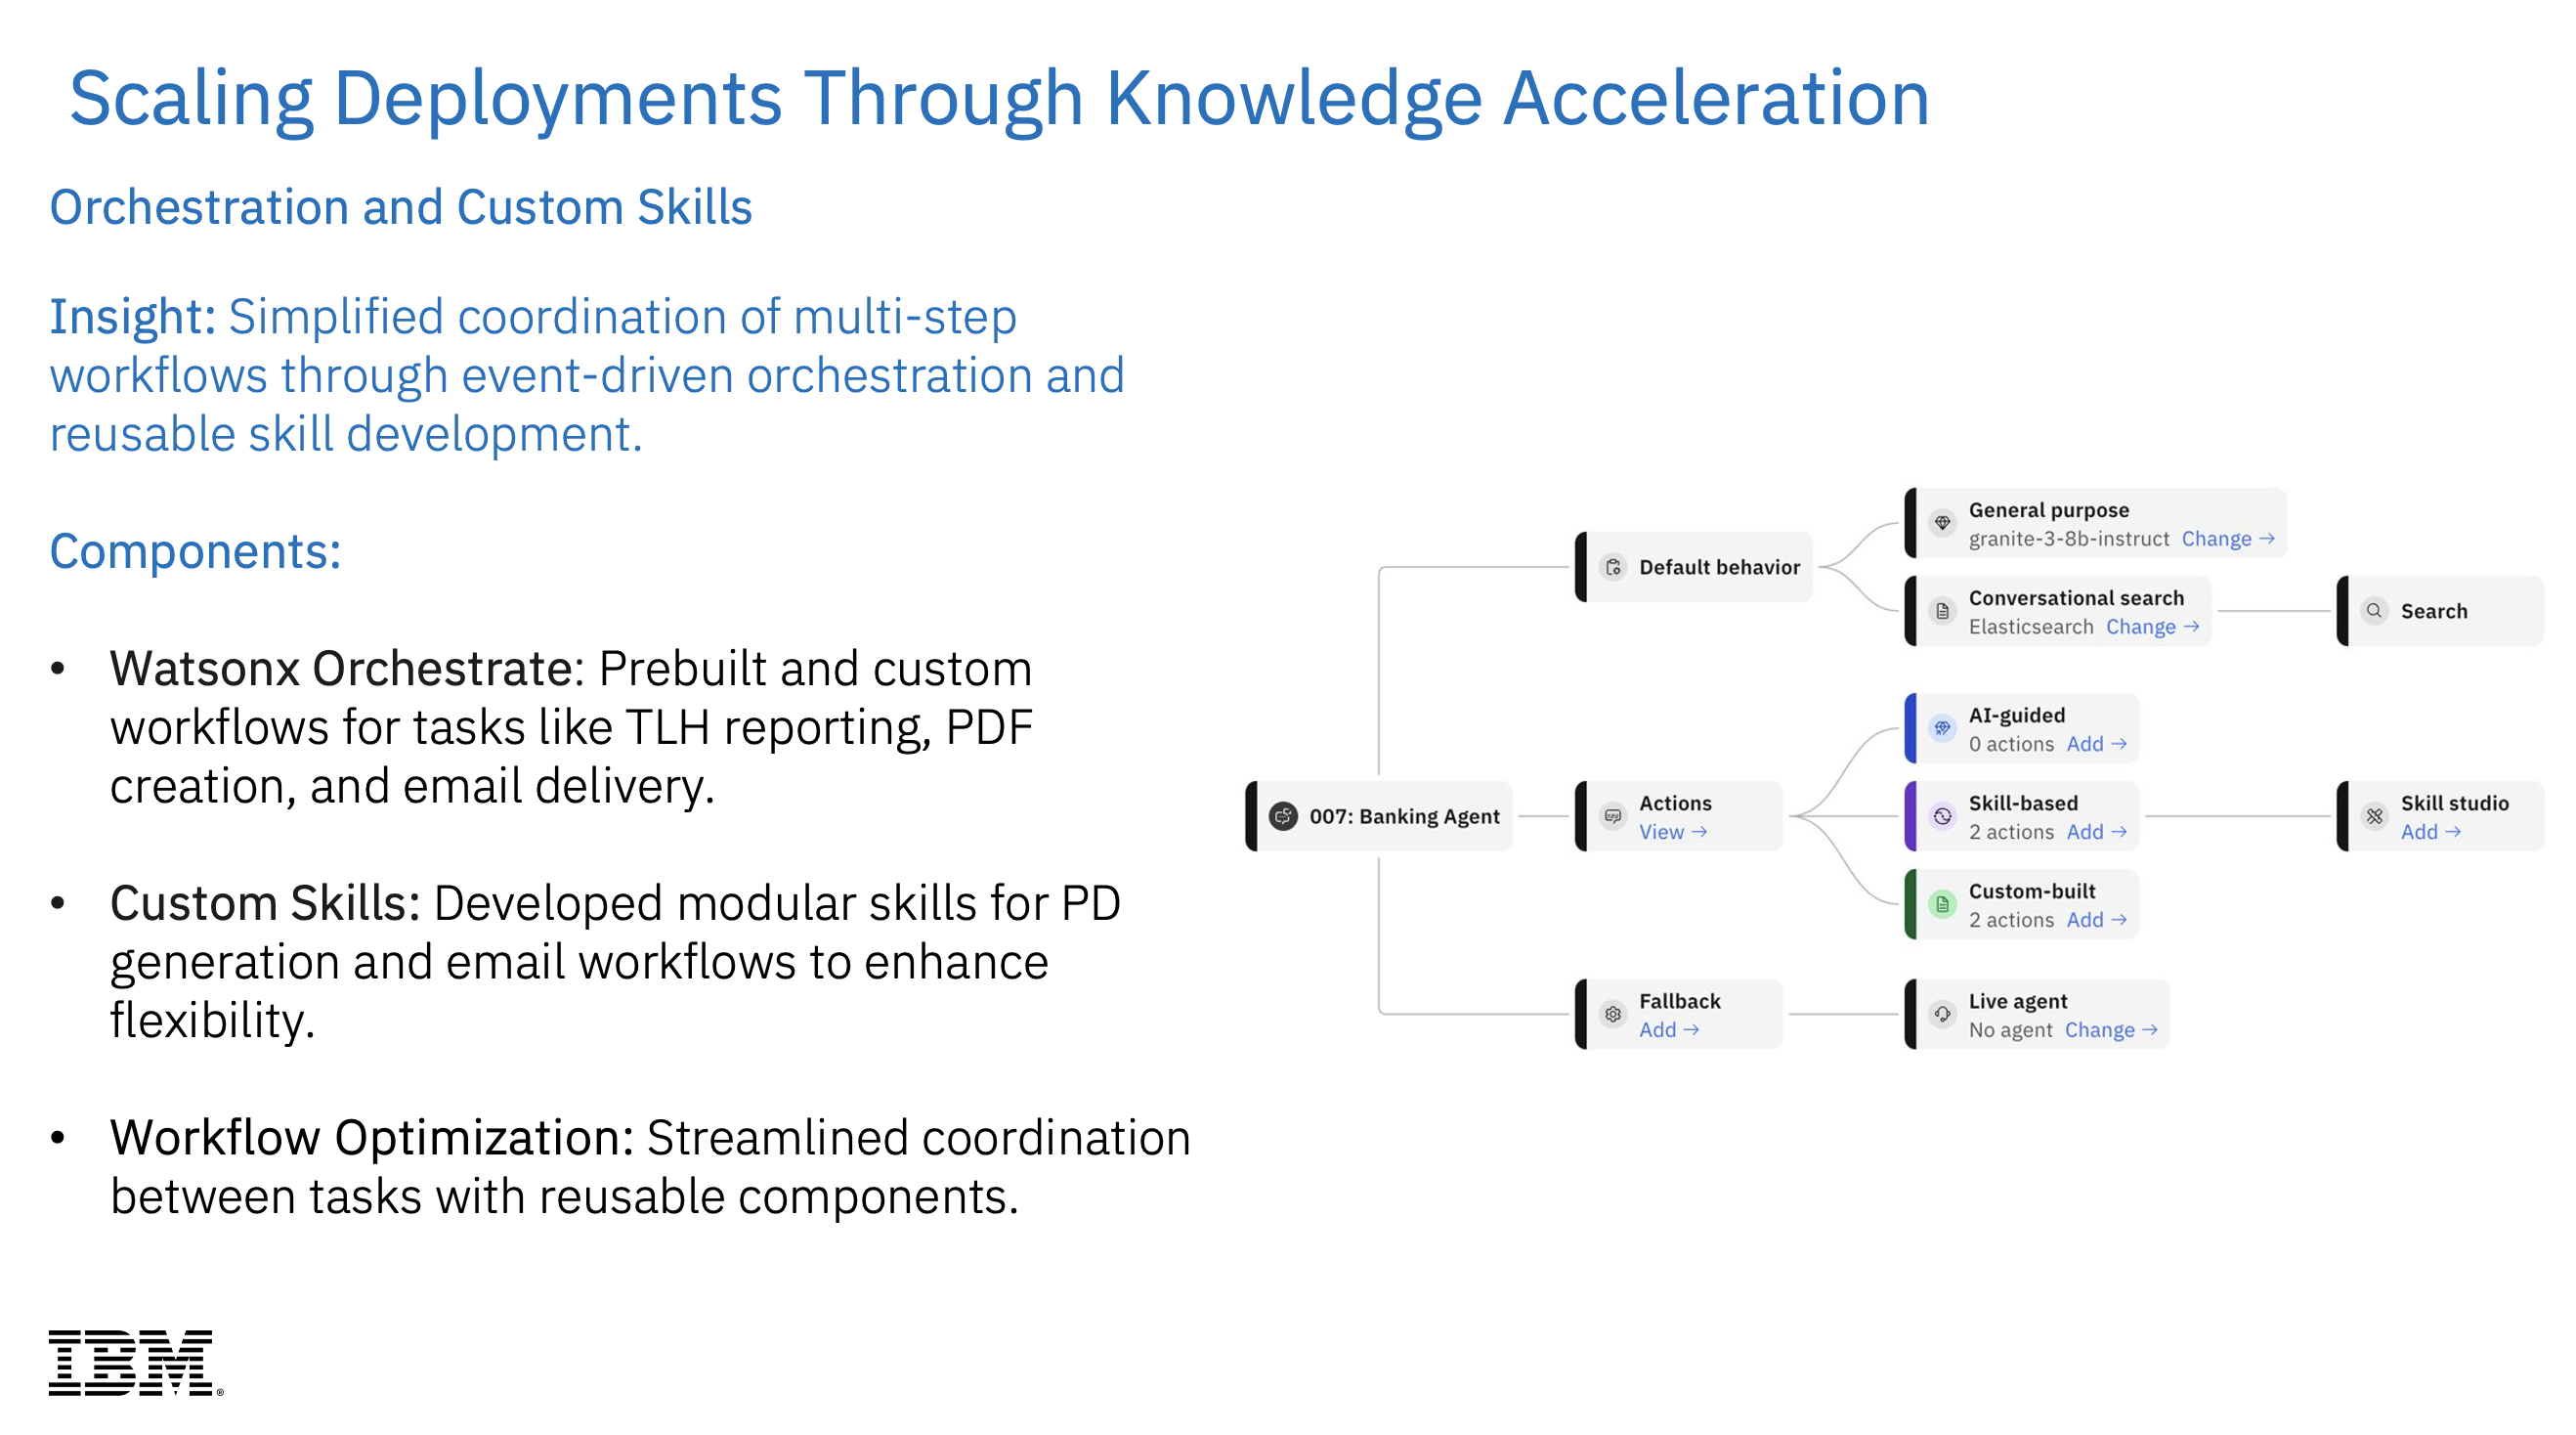 Scaling Deployments Through Knowledge Acceleration
Orchestration and Custom Skills
Insight: Simplified coordination of multi-step
workflows through event-driven orchestration and
reusable skill development.
Components:
• Watsonx Orchestrate: Prebuilt and custom
workflows for tasks like TLH reporting, PDF
creation, and email delivery.
• Custom Skills: Developed modular skills for PD
generation and email workflows to enhance
flexibility.
• Workflow Optimization: Streamlined coordination
between tasks with reusable components.
007: Banking Agent
Default behavior
General purpose
granite-3-8b-instruct Change →
Conversational search
Elasticsearch Change →
Search
Actions
View →
AI-guided
0 actions Add →
Skill-based
2 actions Add →
Skill studio
Add →
Custom-built
2 actions Add →
Fallback
Add →
Live agent
No agent Change →
IBM®